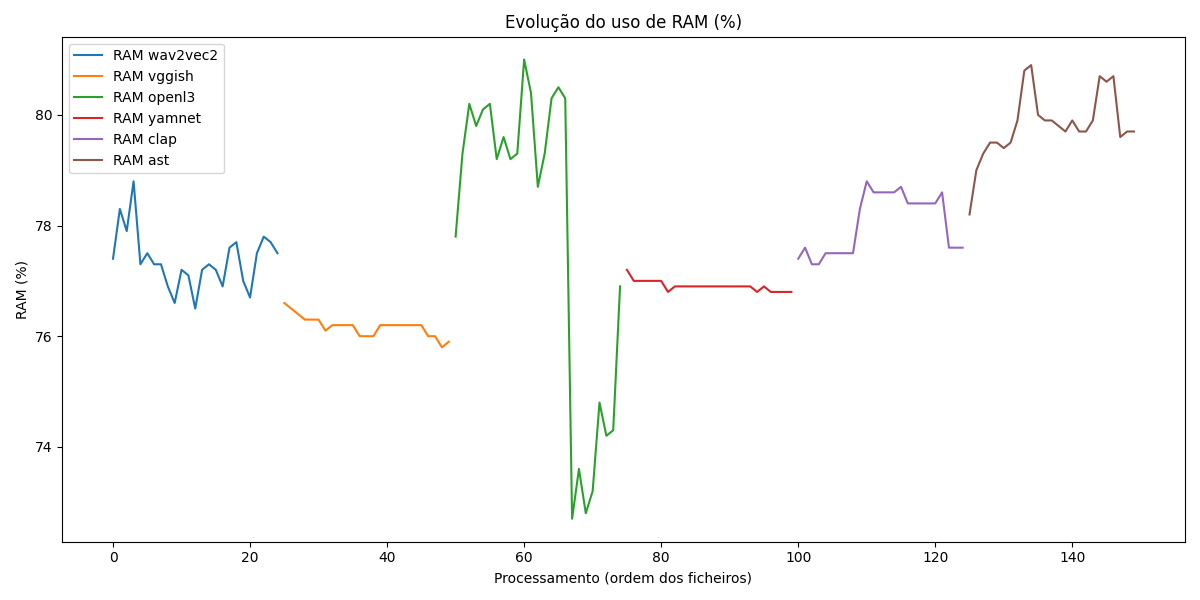 Evolução do uso de RAM (%)
RAM wav2vec2
RAM vggish
RAM openl3
RAM yamnet
RAM clap
RAM ast
RAM (%)
80
78
76
74
0 20 40 60 80 100 120 140
Processamento (ordem dos ficheiros)